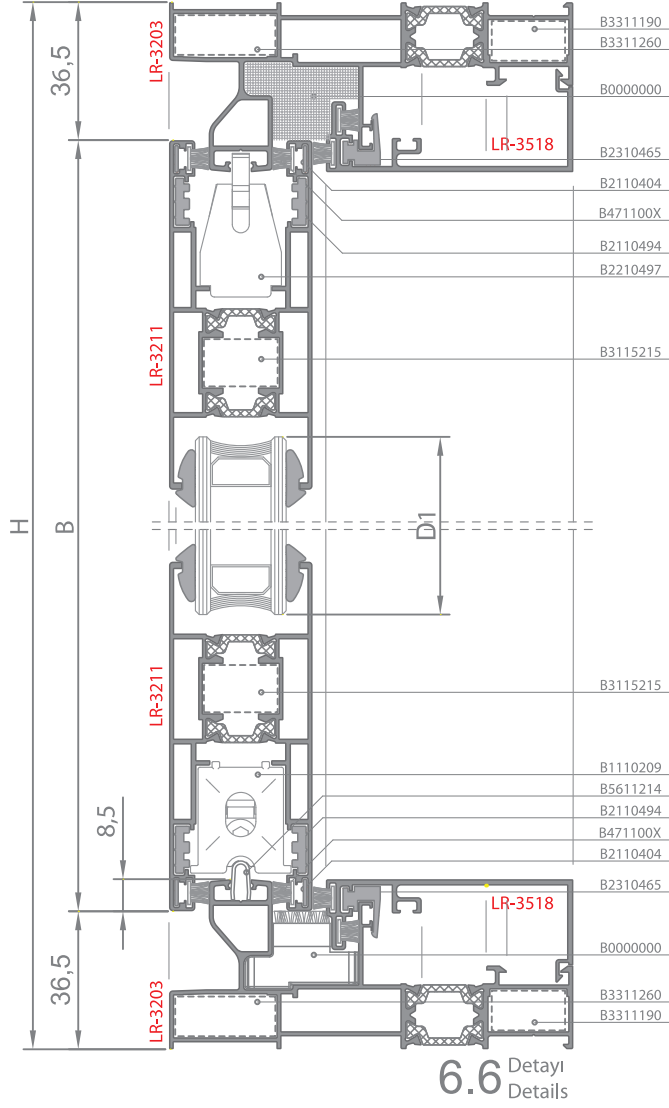 B3311190
LR-3203
B3311260
36,5
B0000000
LR-3518
B2310465
B2110404
B471100X
B2110494
B2210497
LR-3211
B3115215
H
B
D1
LR-3211
B3115215
B1110209
B5611214
8,5
B2110494
B471100X
B2110404
B2310465
LR-3518
36,5
B0000000
LR-3203
B3311260
B3311190
6.6 Detayı
Details